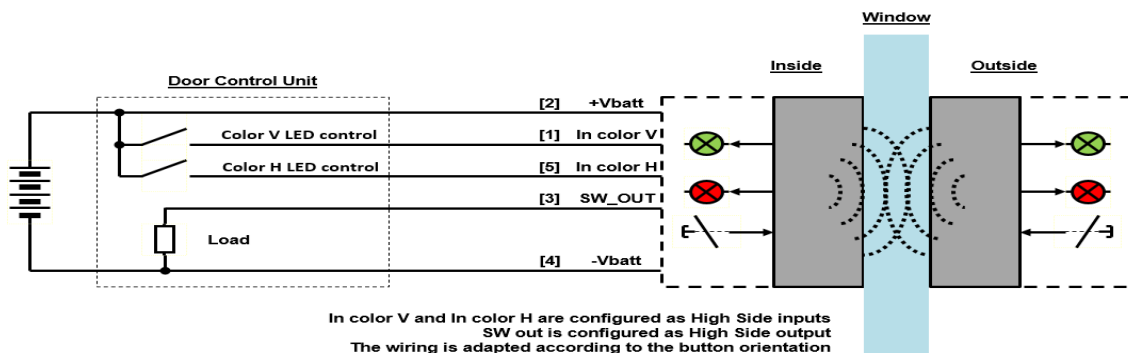 Window
Inside
Outside
Door Control Unit
[2] +Vbatt
Color V LED control [1] In color V
Color H LED control [5] In color H
[3] SW_OUT
Load
[4] -Vbatt
In color V and In color H are configured as High Side inputs
SW out is configured as High Side output
The wiring is adapted according to the button orientation